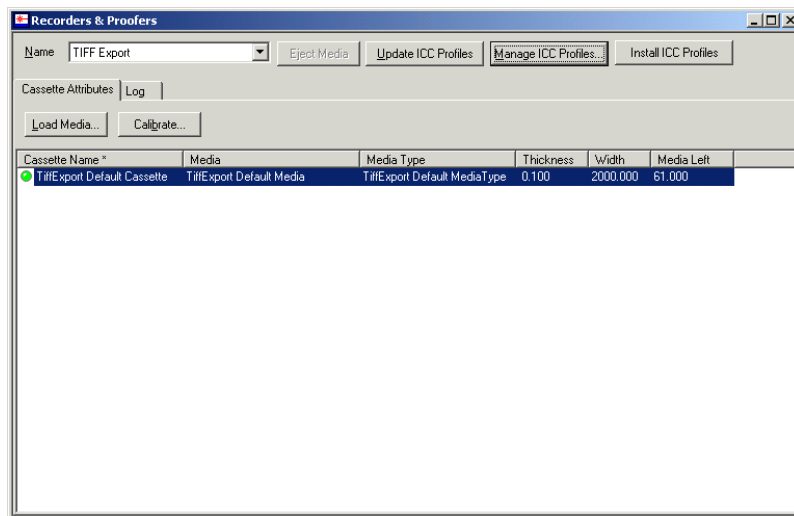 Recorders & Proofers
Name TIFF Export Eject Media Update ICC Profiles Manage ICC Profiles... Install ICC Profiles
Cassette Attributes Log
Load Media... Calibrate...
Cassette Name * Media Media Type Thickness Width Media Left
TiffExport Default Cassette TiffExport Default Media TiffExport Default MediaType 0.100 2000.000 61.000